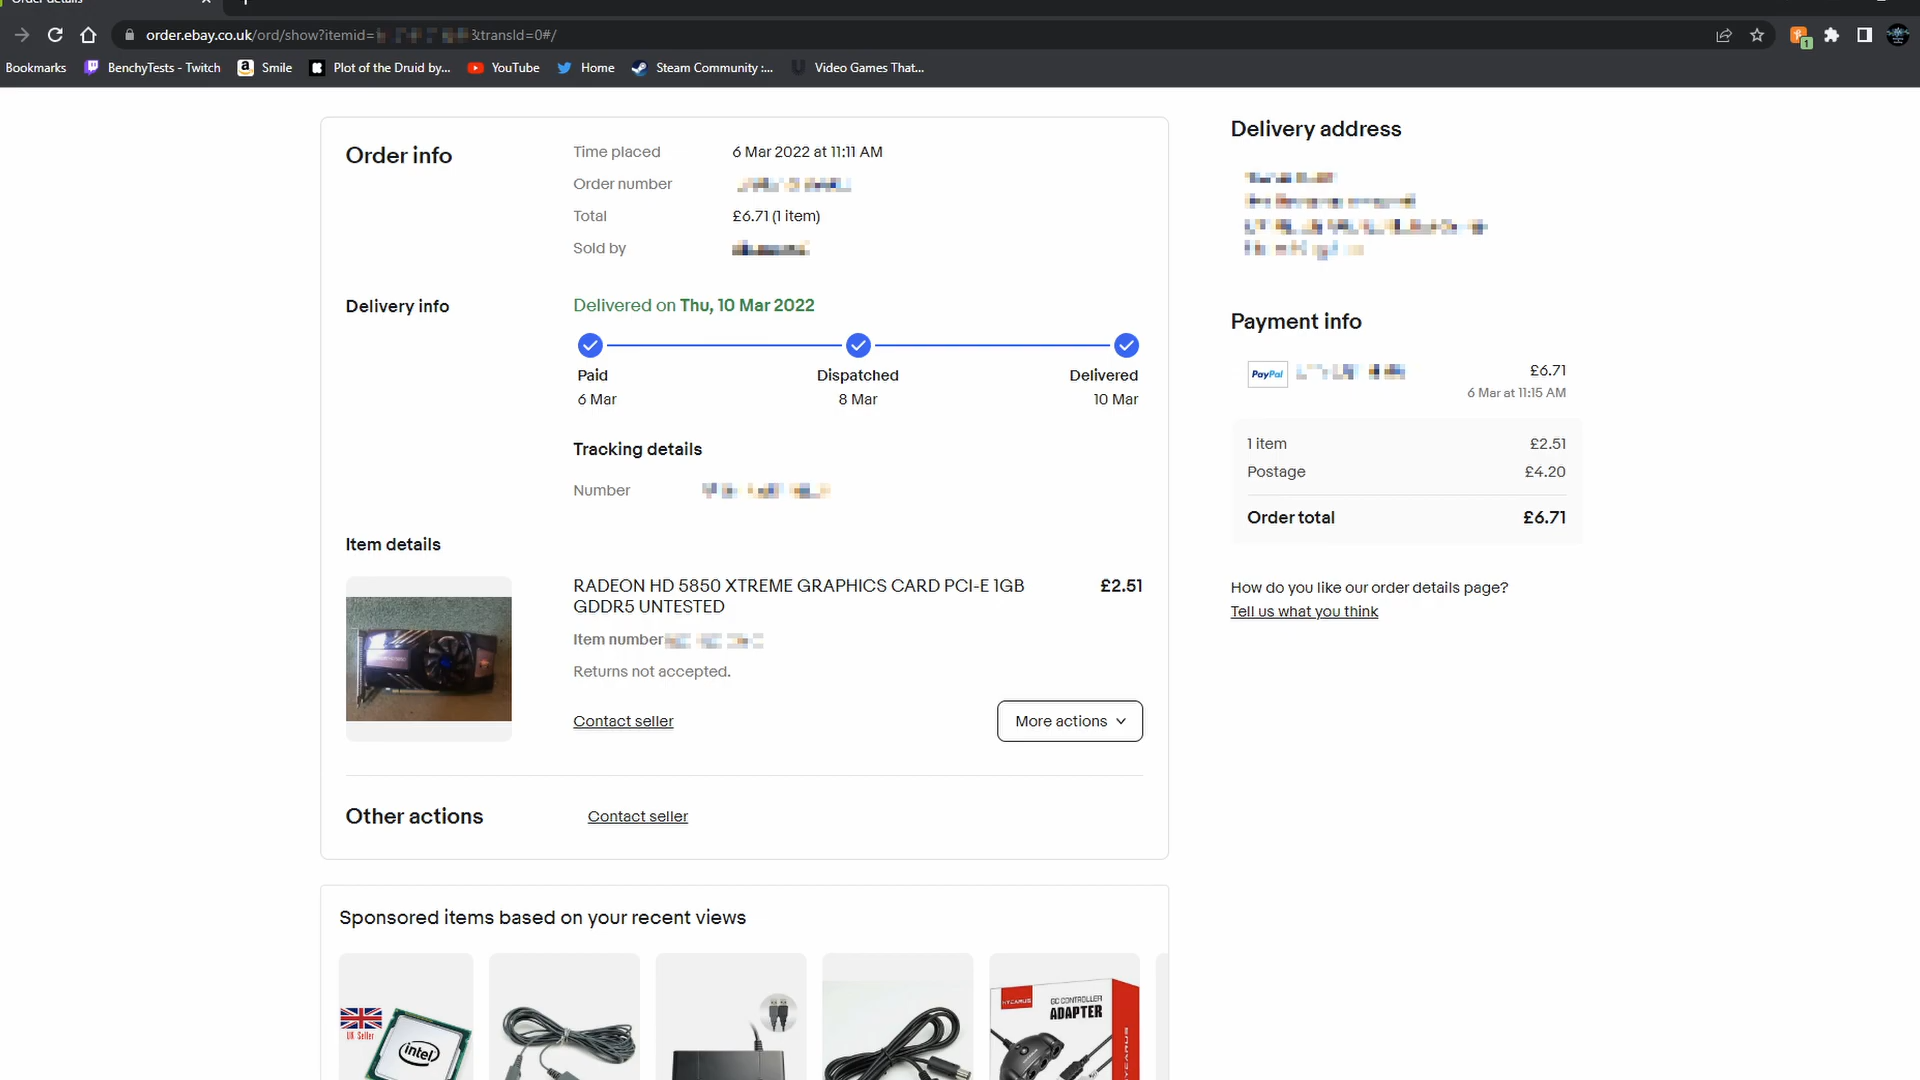 Order details
order.ebay.co.uk/ord/show?itemid=
&transId=0#/
1
Bookmarks
BenchyTests - Twitch
Smile
Plot of the Druid by...
YouTube
Home
Steam Community :...
Video Games That...
Order info
Time placed
6 Mar 2022 at 11:11 AM
Order number
Total
£6.71 (1 item)
Sold by
Delivery info
Delivered on Thu, 10 Mar 2022
Paid
Dispatched
Delivered
6 Mar
8 Mar
10 Mar
Tracking details
Number
Item details
RADEON HD 5850 XTREME GRAPHICS CARD PCI-E 1GB
GDDR5 UNTESTED
£2.51
Item number
Returns not accepted.
Contact seller
More actions
Other actions
Contact seller
Sponsored items based on your recent views
UK Seller
intel
GC CONTROLLER
ADAPTER
Delivery address
Payment info
PayPal
£6.71
6 Mar at 11:15 AM
1 item
£2.51
Postage
£4.20
Order total
£6.71
How do you like our order details page?
Tell us what you think